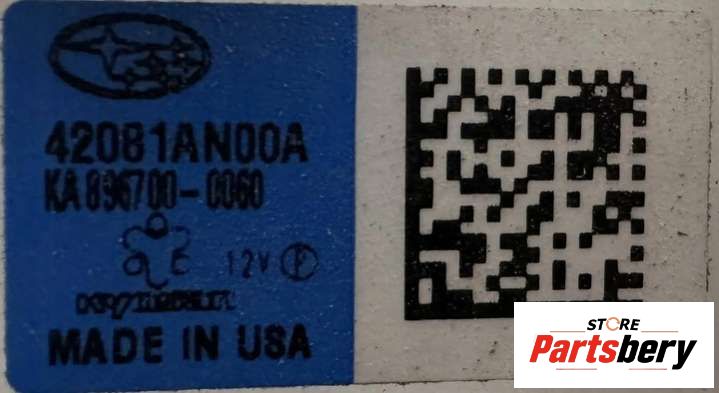 42081AN00A
KA 896700-0060
12V P
MADE IN USA
STORE
Partsbery